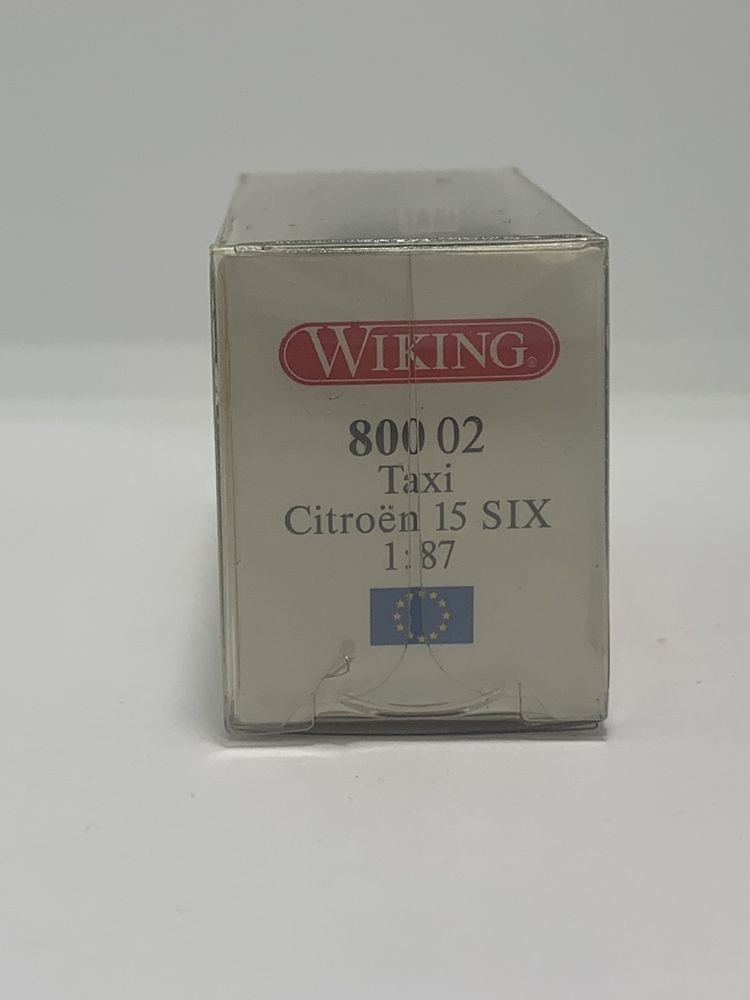 WIKING®
800 02
Taxi
Citroën 15 SIX
1:87